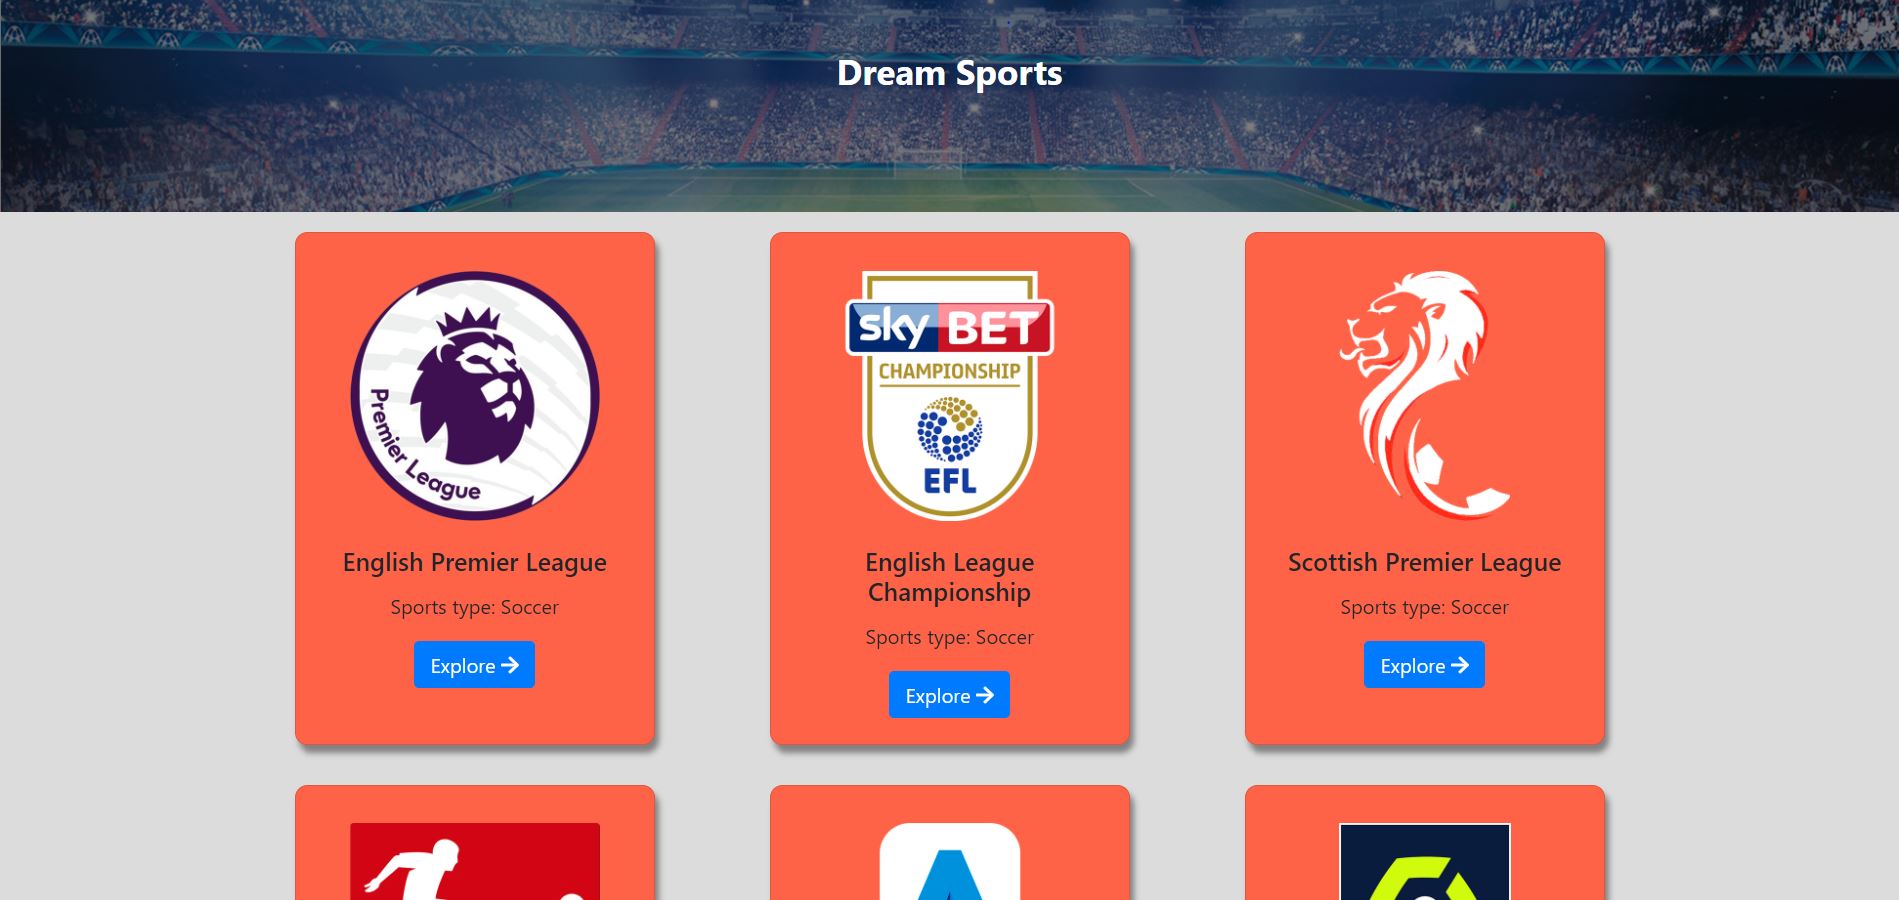 Dream Sports
Premier League
sky BET
CHAMPIONSHIP
EFL
English Premier League
Sports type: Soccer
Explore
English League
Championship
Sports type: Soccer
Explore
Scottish Premier League
Sports type: Soccer
Explore